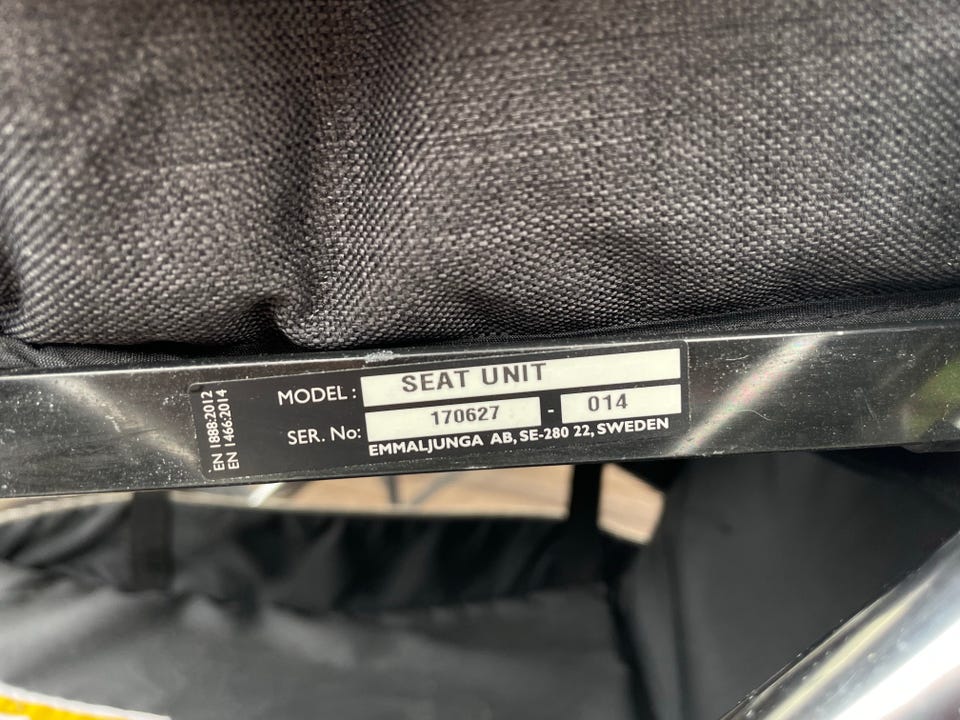 EN 1888:2012
EN 1466:2014
MODEL: SEAT UNIT
SER. No: 170627 - 014
EMMALJUNGA AB, SE-280 22, SWEDEN